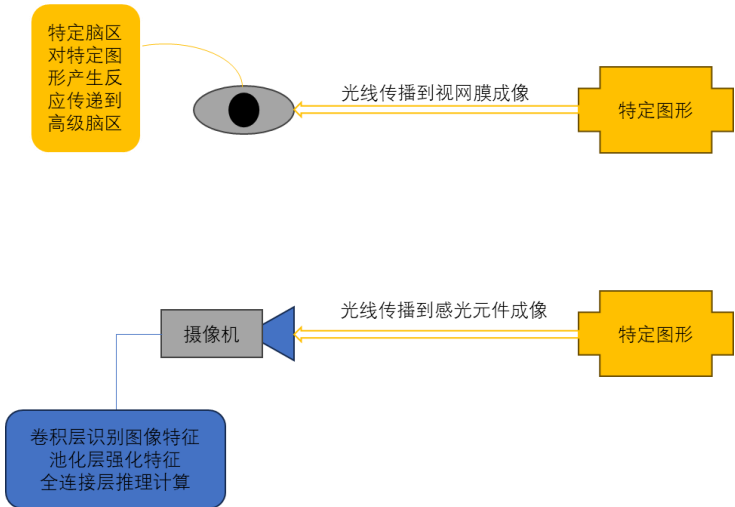 特定脑区
对特定图
形产生反
应传递到
高级脑区
光线传播到视网膜成像
特定图形
光线传播到感光元件成像
摄像机
特定图形
卷积层识别图像特征
池化层强化特征
全连接层推理计算